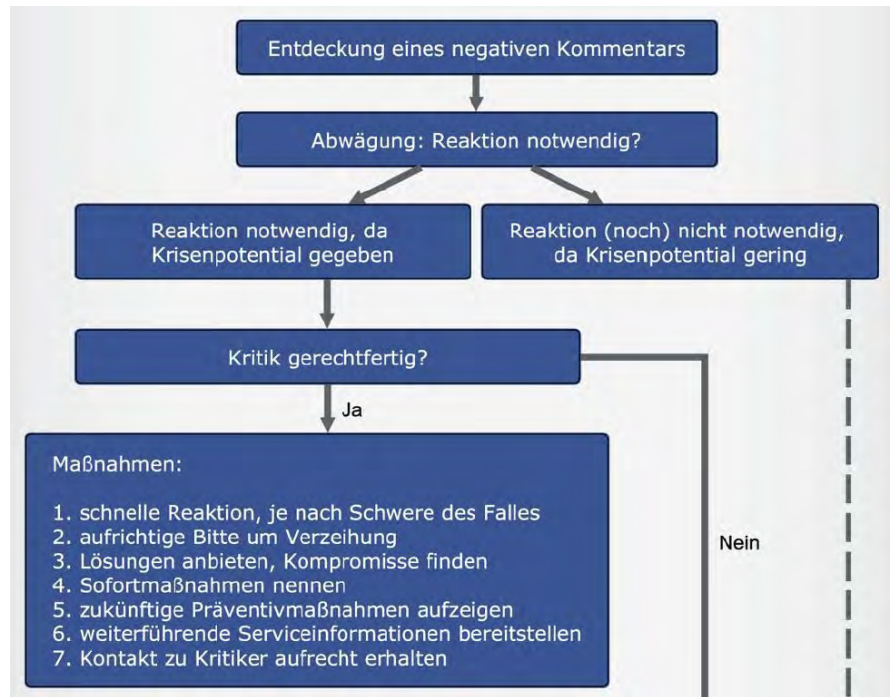 Entdeckung eines negativen Kommentars
Abwägung: Reaktion notwendig?
Reaktion notwendig, da
Krisenpotential gegeben
Reaktion (noch) nicht notwendig,
da Krisenpotential gering
Kritik gerechtfertig?
Ja
Maßnahmen:
1. schnelle Reaktion, je nach Schwere des Falles
2. aufrichtige Bitte um Verzeihung
3. Lösungen anbieten, Kompromisse finden
4. Sofortmaßnahmen nennen
5. zukünftige Präventivmaßnahmen aufzeigen
6. weiterführende Serviceinformationen bereitstellen
7. Kontakt zu Kritiker aufrecht erhalten
Nein